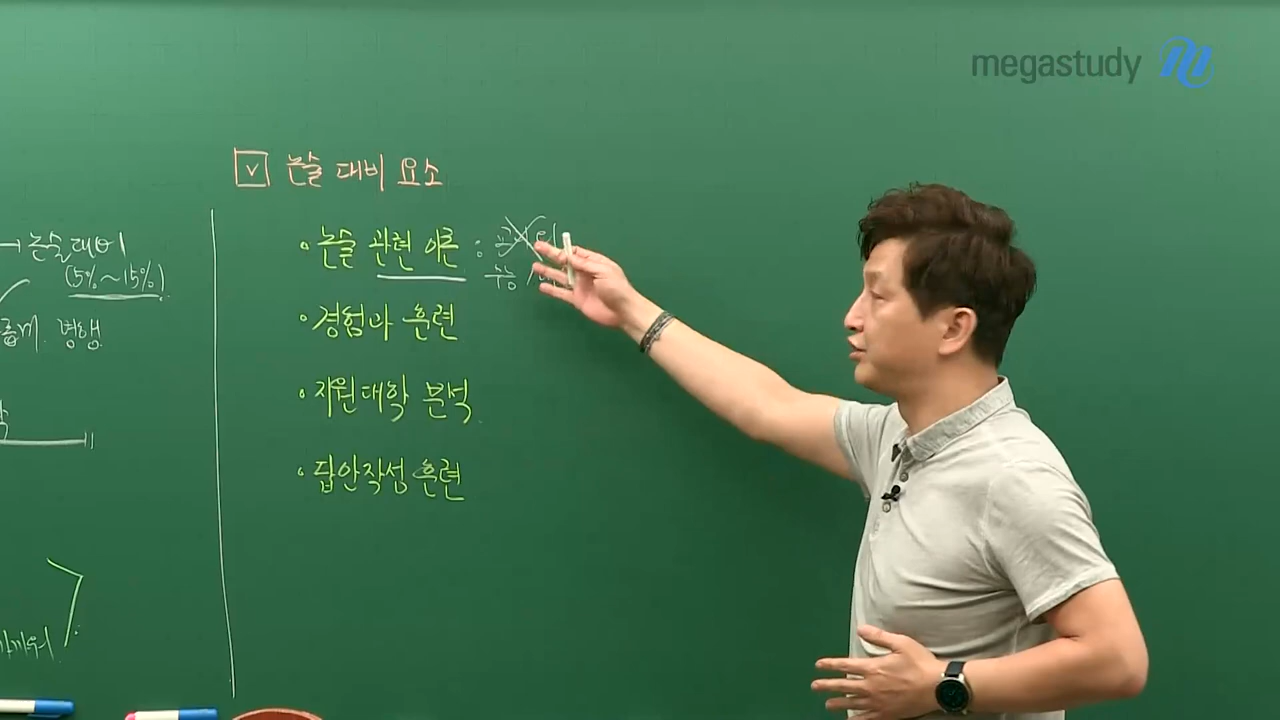 megastudy
→ 논술대비
(5%~15%)
병행
v 논술 대비 요소
• 논술 관련 이론 :
수능
• 경험과 훈련
• 지원대학 분석
• 답안작성 훈련